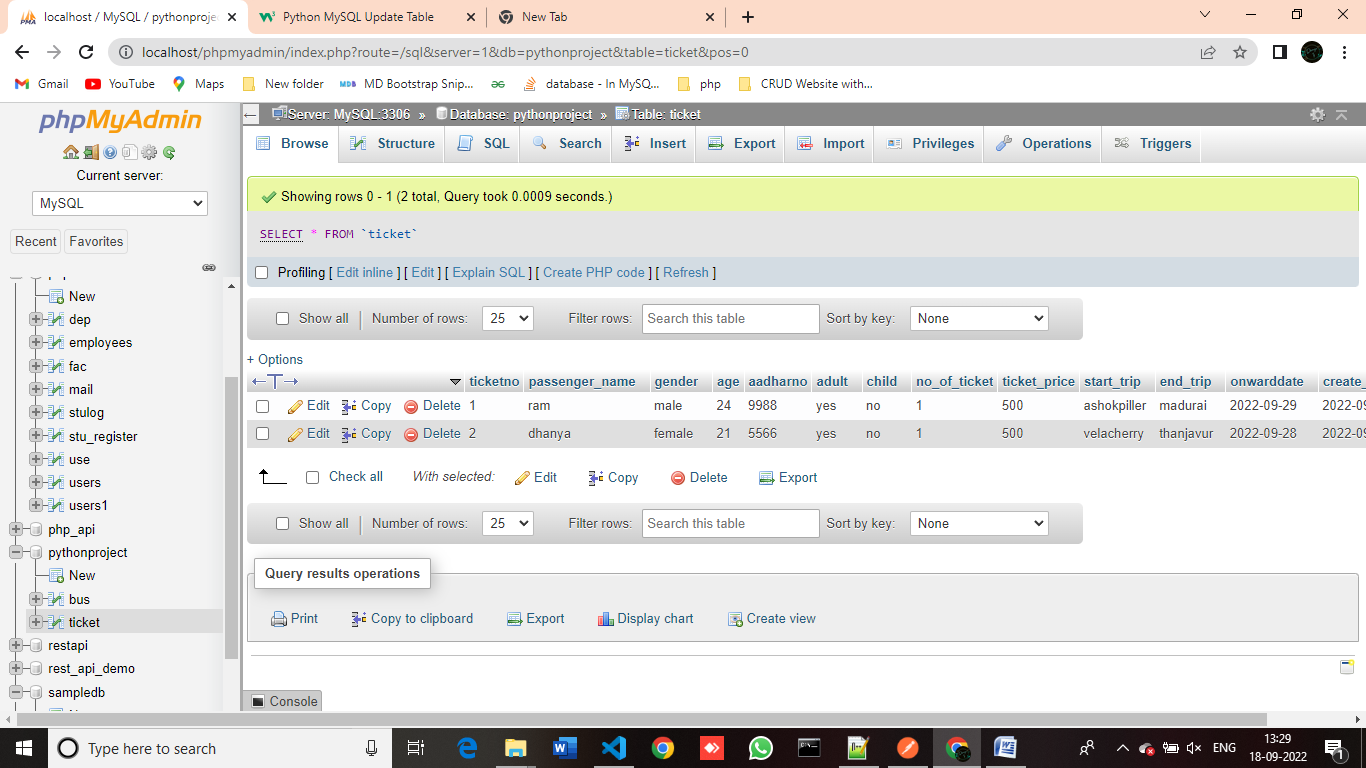 localhost / MySQL / pythonproje
Python MySQL Update Table
New Tab
localhost/phpmyadmin/index.php?route=/sql&server=1&db=pythonproject&table=ticket&pos=0
Gmail YouTube Maps New folder MD Bootstrap Snip... database - In MySQ... php CRUD Website with...
phpMyAdmin
Current server:
MySQL
Recent Favorites
New
dep
employees
fac
mail
stulog
stu_register
use
users
users1
php_api
pythonproject
New
bus
ticket
restapi
rest_api_demo
sampledb
Server: MySQL:3306 » Database: pythonproject » Table: ticket
Browse Structure SQL Search Insert Export Import Privileges Operations Triggers
Showing rows 0 - 1 (2 total, Query took 0.0009 seconds.)
SELECT * FROM `ticket`
Profiling [ Edit inline ] [ Edit ] [ Explain SQL ] [ Create PHP code ] [ Refresh ]
Show all Number of rows: 25 Filter rows: Search this table Sort by key: None
+ Options
←T→ ticketno passenger_name gender age aadharno adult child no_of_ticket ticket_price start_trip end_trip onwarddate create_
Edit Copy Delete 1 ram male 24 9988 yes no 1 500 ashokpiller madurai 2022-09-29 2022-09
Edit Copy Delete 2 dhanya female 21 5566 yes no 1 500 velacherry thanjavur 2022-09-28 2022-09
Check all With selected: Edit Copy Delete Export
Show all Number of rows: 25 Filter rows: Search this table Sort by key: None
Query results operations
Print Copy to clipboard Export Display chart Create view
Console
Type here to search
ENG
13:29
18-09-2022
1